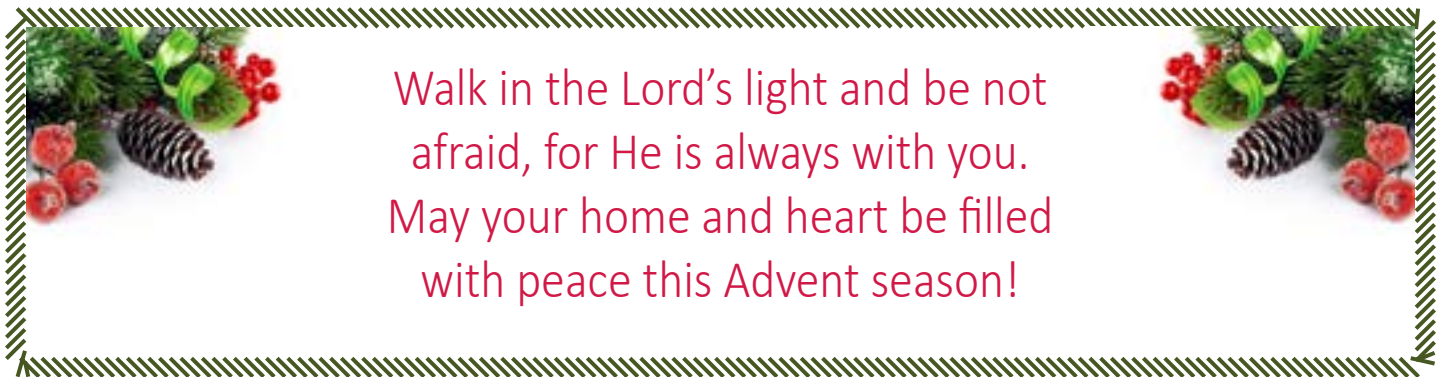 Walk in the Lord’s light and be not
afraid, for He is always with you.
May your home and heart be filled
with peace this Advent season!